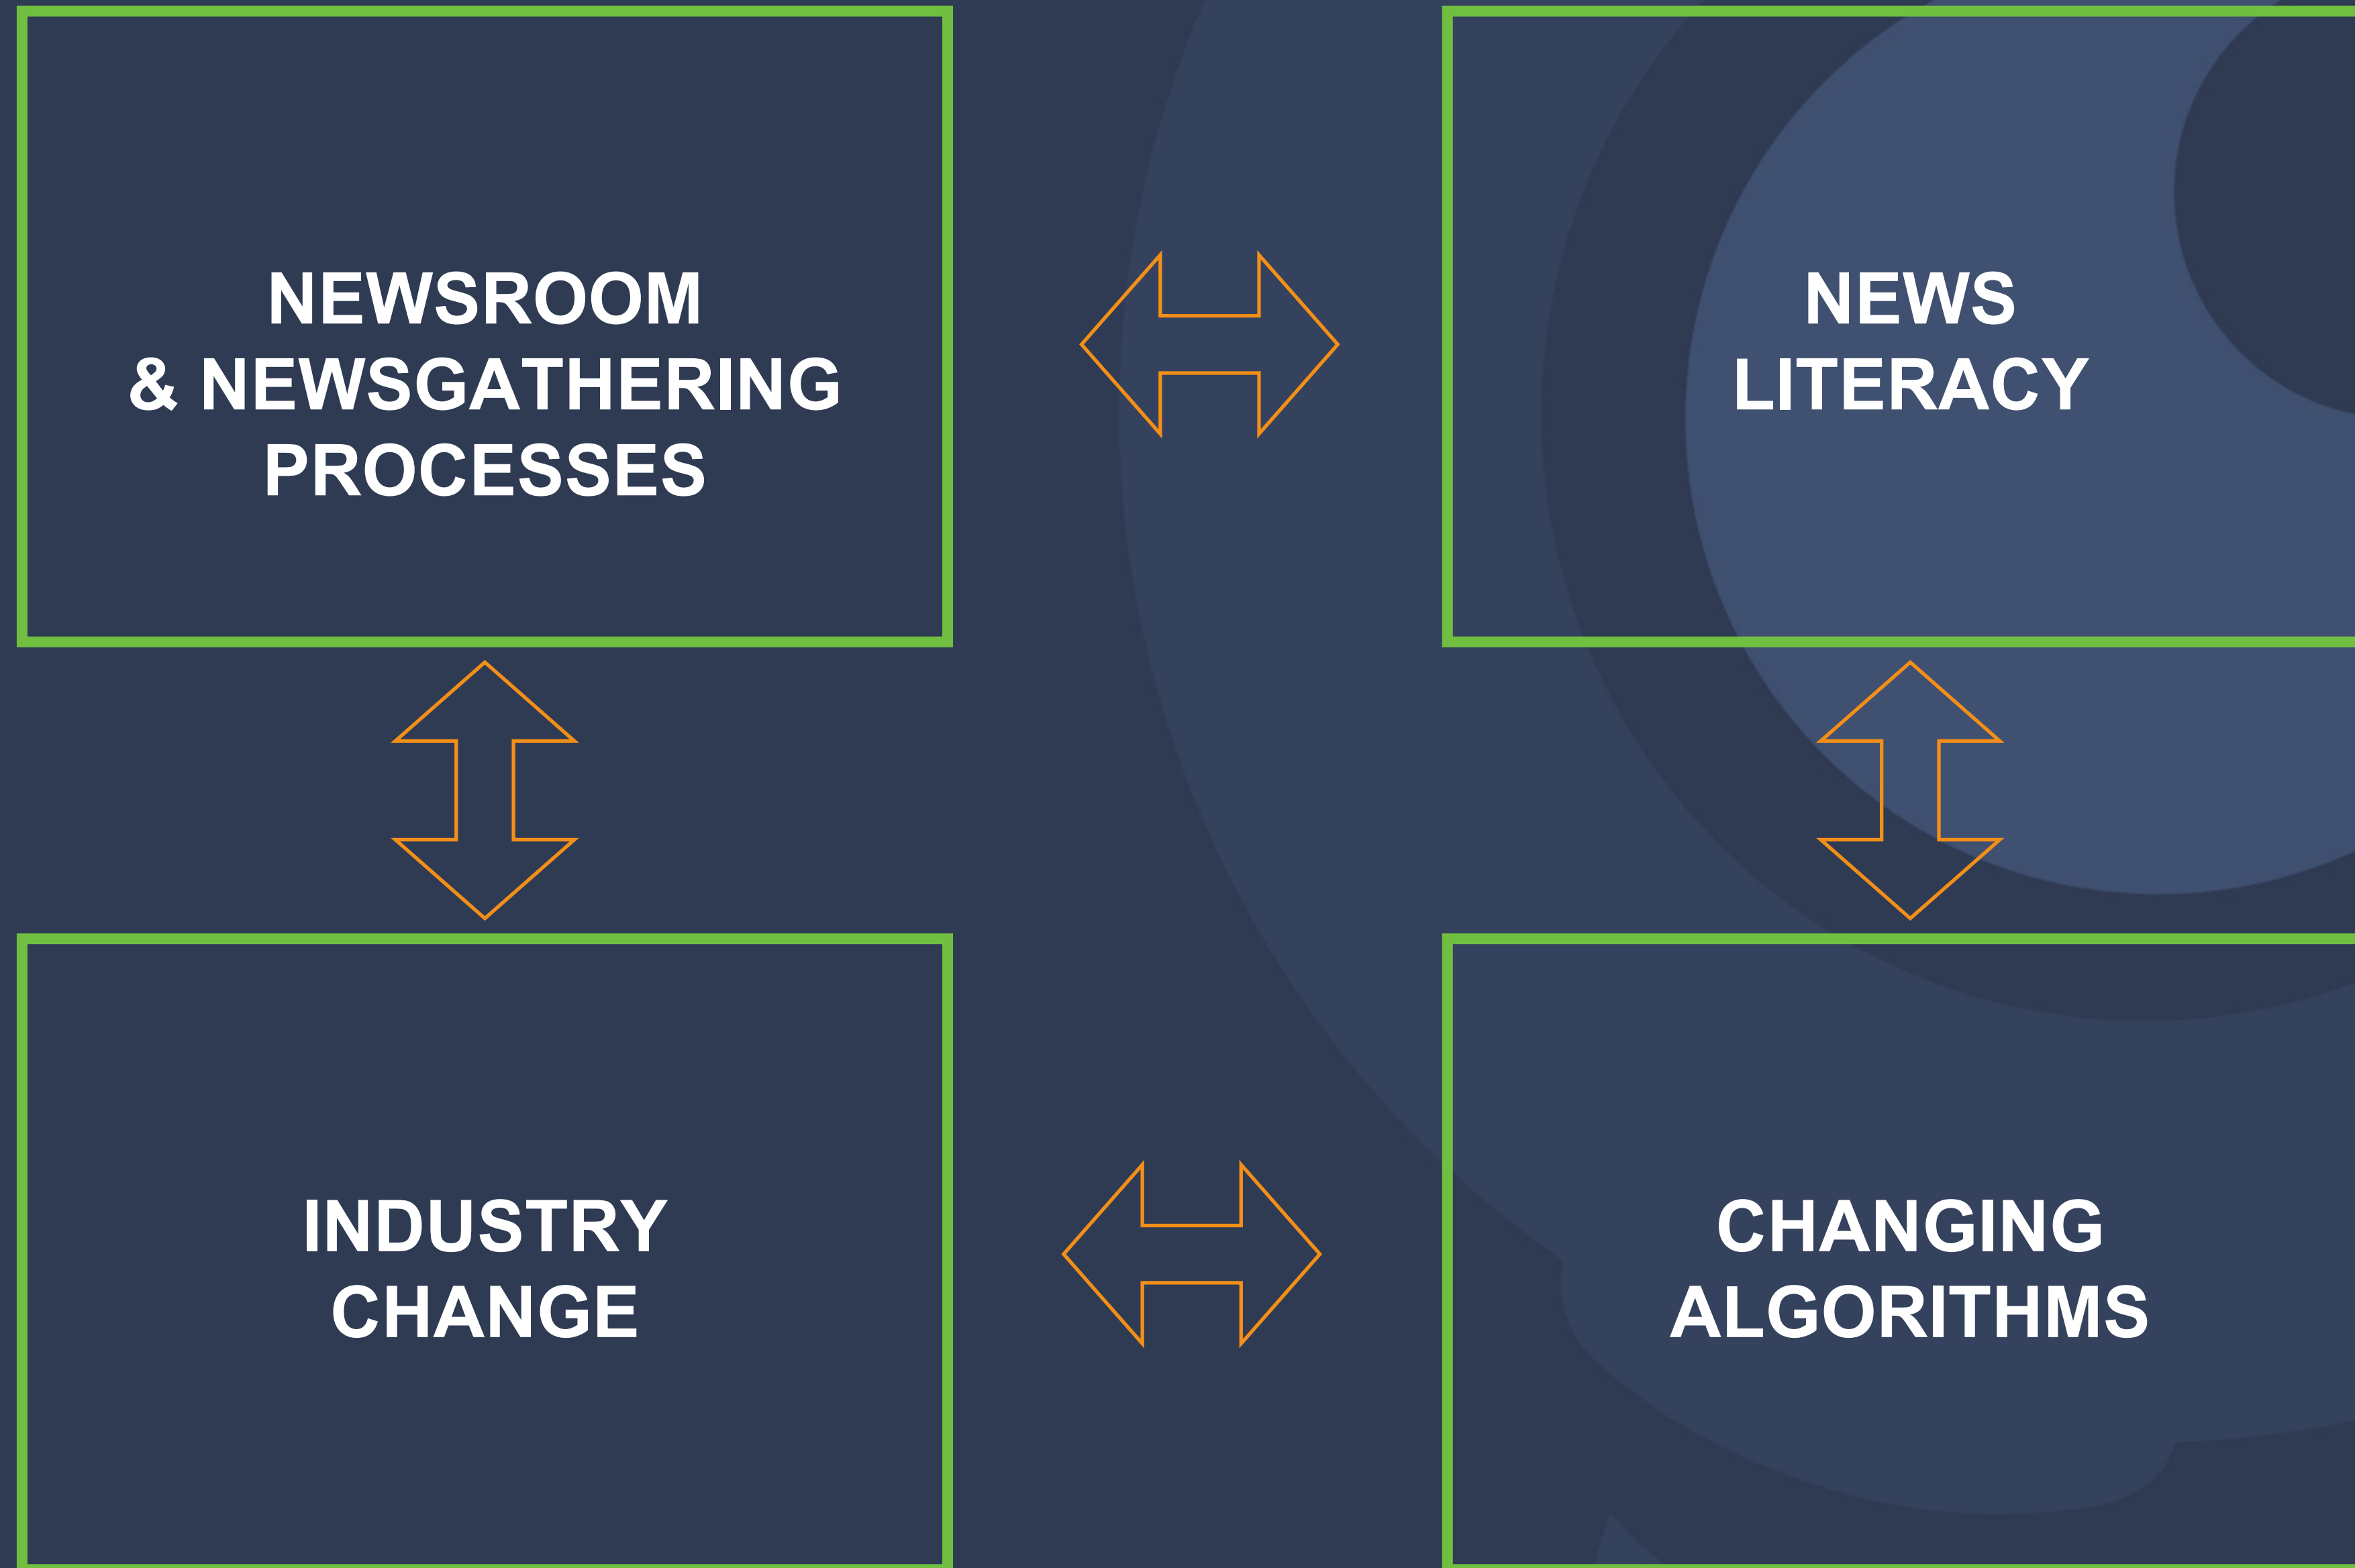 NEWSROOM
& NEWSGATHERING
PROCESSES
NEWS
LITERACY
INDUSTRY
CHANGE
CHANGING
ALGORITHMS